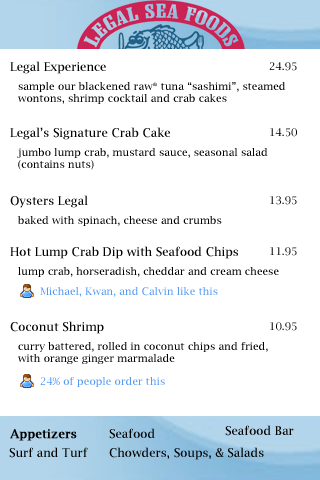 LEGAL SEA FOODS
Legal Experience 24.95
sample our blackened raw* tuna “sashimi”, steamed
wontons, shrimp cocktail and crab cakes
Legal's Signature Crab Cake 14.50
jumbo lump crab, mustard sauce, seasonal salad
(contains nuts)
Oysters Legal 13.95
baked with spinach, cheese and crumbs
Hot Lump Crab Dip with Seafood Chips 11.95
lump crab, horseradish, cheddar and cream cheese
Michael, Kwan, and Calvin like this
Coconut Shrimp 10.95
curry battered, rolled in coconut chips and fried,
with orange ginger marmalade
24% of people order this
Appetizers Seafood Seafood Bar
Surf and Turf Chowders, Soups, & Salads